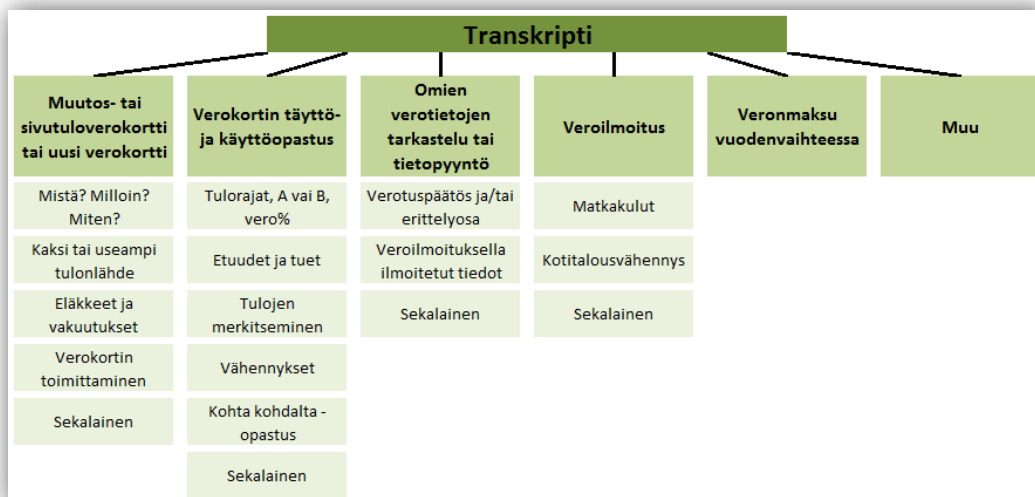 Transkripti
Muutos- tai
sivutuloverokortti
tai uusi verokortti
Verokortin täyttö-
ja käyttöopastus
Omien
verotietojen
tarkastelu tai
tietopyyntö
Veroilmoitus
Veronmaksu
vuodenvaihteessa
Muu
Mistä? Milloin?
Miten?
Kaksi tai useampi
tulonlähde
Eläkkeet ja
vakuutukset
Verokortin
toimittaminen
Sekalainen
Tulorajat, A vai B,
vero%
Etuudet ja tuet
Tulojen
merkitseminen
Vähennykset
Kohta kohdalta -
opastus
Sekalainen
Verotuspäätös ja/tai
erittelyosa
Veroilmoituksella
ilmoitetut tiedot
Sekalainen
Matkakulut
Kotitalousvähennys
Sekalainen